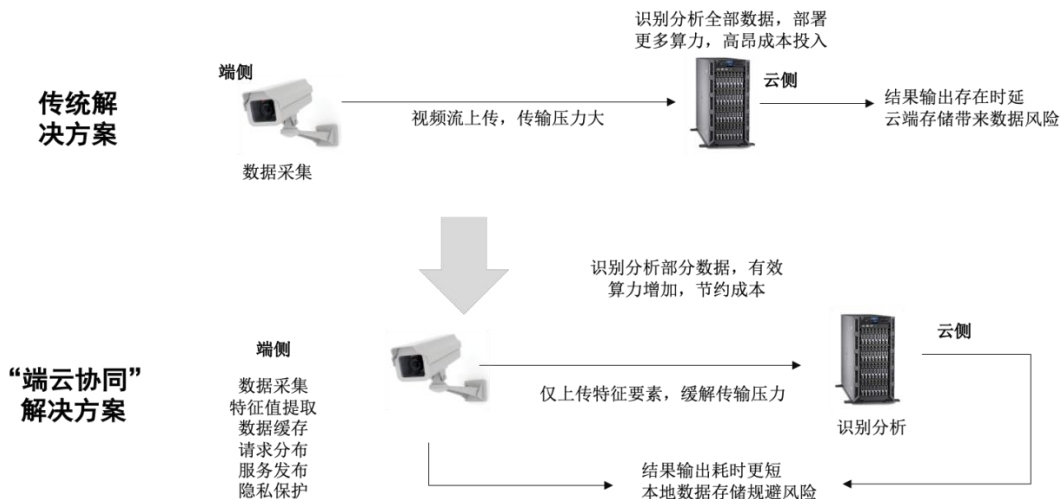 传统解
决方案
端侧
数据采集
视频流上传，传输压力大
识别分析全部数据，部署
更多算力，高昂成本投入
云侧
结果输出存在时延
云端存储带来数据风险
“端云协同”
解决方案
端侧
数据采集
特征值提取
数据缓存
请求分布
服务发布
隐私保护
识别分析部分数据，有效
算力增加，节约成本
仅上传特征要素，缓解传输压力
云侧
识别分析
结果输出耗时更短
本地数据存储规避风险